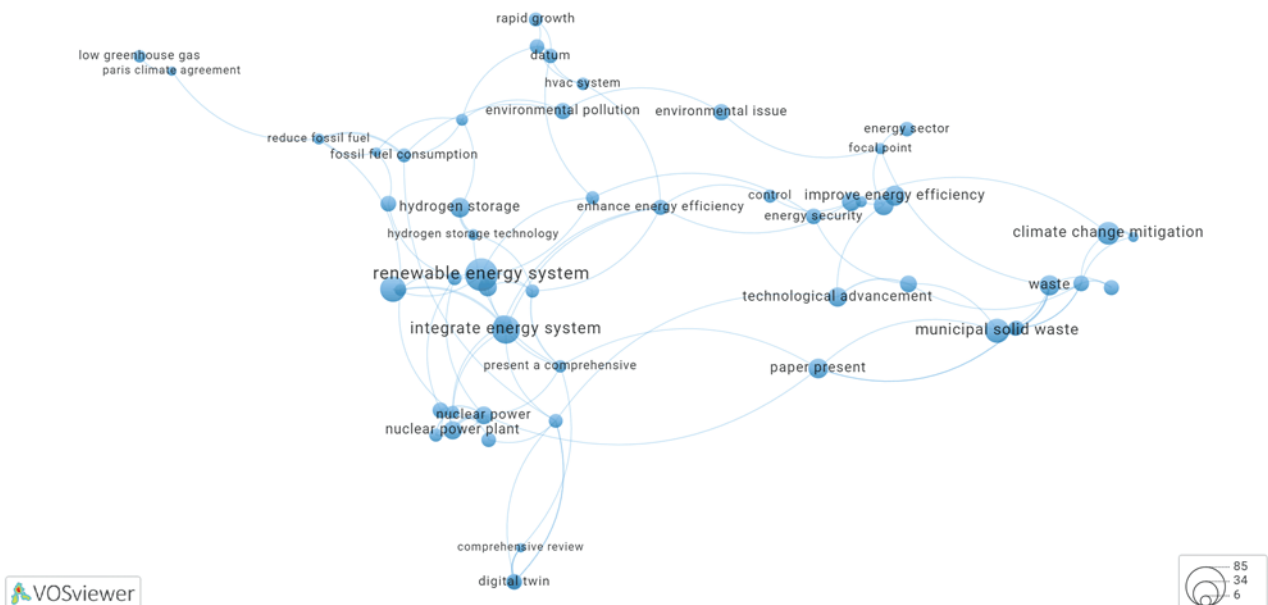 rapid growth
low greenhouse gas
datum
paris climate agreement
hvac system
environmental pollution
environmental issue
energy sector
reduce fossil fuel
focal point
fossil fuel consumption
control
improve energy efficiency
hydrogen storage
enhance energy efficiency
energy security
hydrogen storage technology
climate change mitigation
renewable energy system
waste
technological advancement
integrate energy system
municipal solid waste
present a comprehensive
paper present
nuclear power
nuclear power plant
comprehensive review
digital twin
VOSviewer
85
34
6